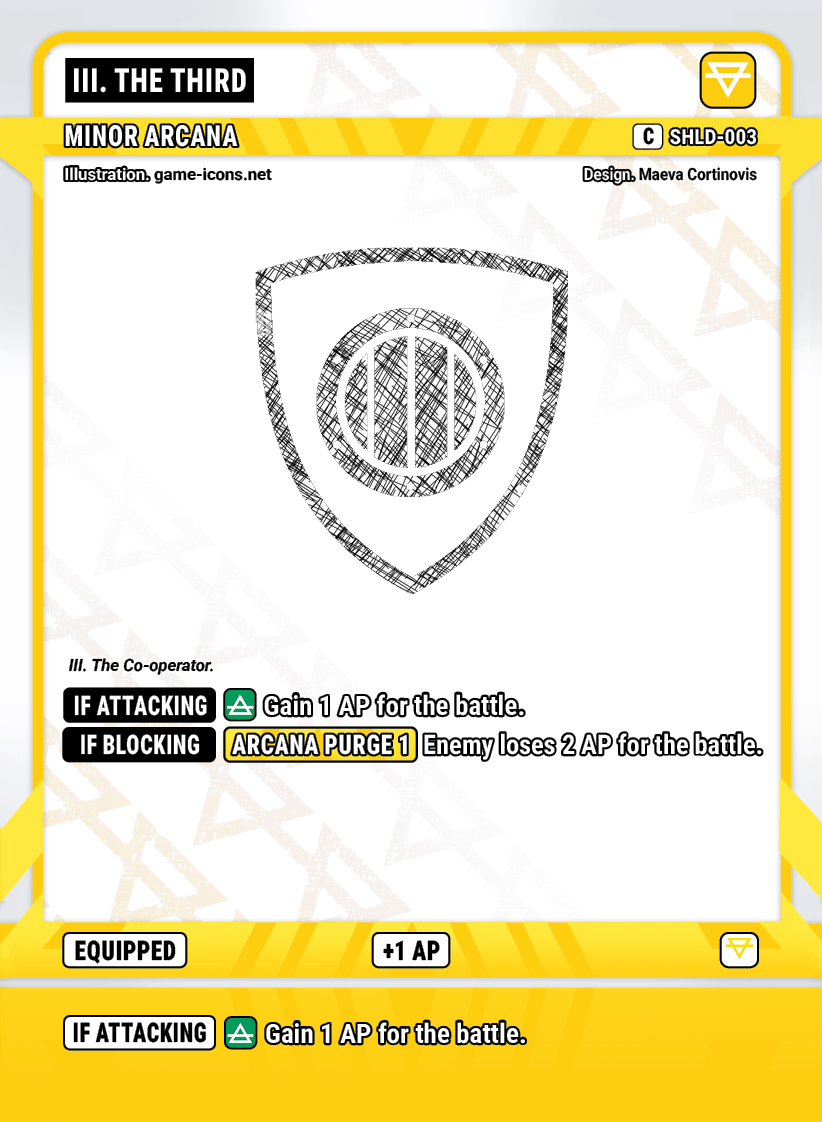 III. THE THIRD
MINOR ARCANA
C SHLD-003
Illustration. game-icons.net
Design. Maeva Cortinovis
III. The Co-operator.
IF ATTACKING Gain 1 AP for the battle.
IF BLOCKING ARCANA PURGE 1 Enemy loses 2 AP for the battle.
EQUIPPED
+1 AP
IF ATTACKING Gain 1 AP for the battle.